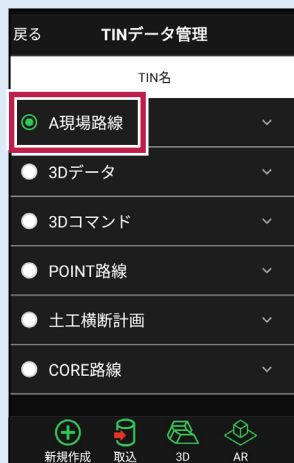 戻る TINデータ管理
TIN名
A現場路線
3Dデータ
3Dコマンド
POINT路線
土工横断計画
CORE路線
新規作成 取込 3D AR